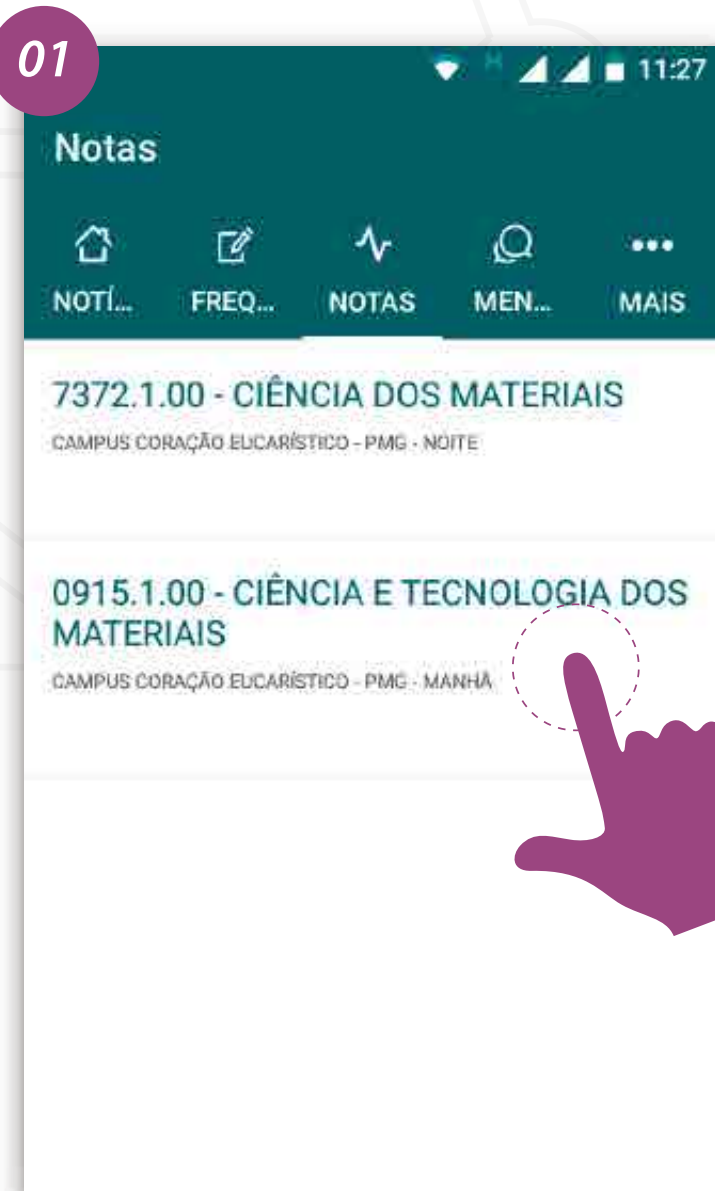 01
11:27
Notas
NOTÍ...
FREQ...
NOTAS
MEN...
MAIS
7372.1.00 - CIÊNCIA DOS MATERIAIS
CAMPUS CORAÇÃO EUCARÍSTICO - PMG - NOITE
0915.1.00 - CIÊNCIA E TECNOLOGIA DOS
MATERIAIS
CAMPUS CORAÇÃO EUCARÍSTICO - PMG - MANHÃ